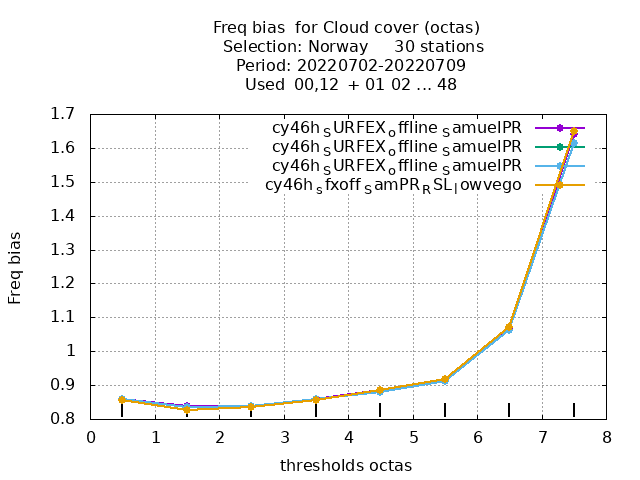 Freq bias for Cloud cover (octas)
Selection: Norway 30 stations
Period: 20220702-20220709
Used 00,12 + 01 02 ... 48
cy46h_SURFEX_offline_SamuelPR
cy46h_SURFEX_offline_SamuelPR
cy46h_SURFEX_offline_SamuelPR
cy46h_sfxoff_SamPR_RSL_lowvego
1.7
1.6
1.5
1.4
1.3
1.2
1.1
1
0.9
0.8
Freq bias
0 1 2 3 4 5 6 7 8
thresholds octas